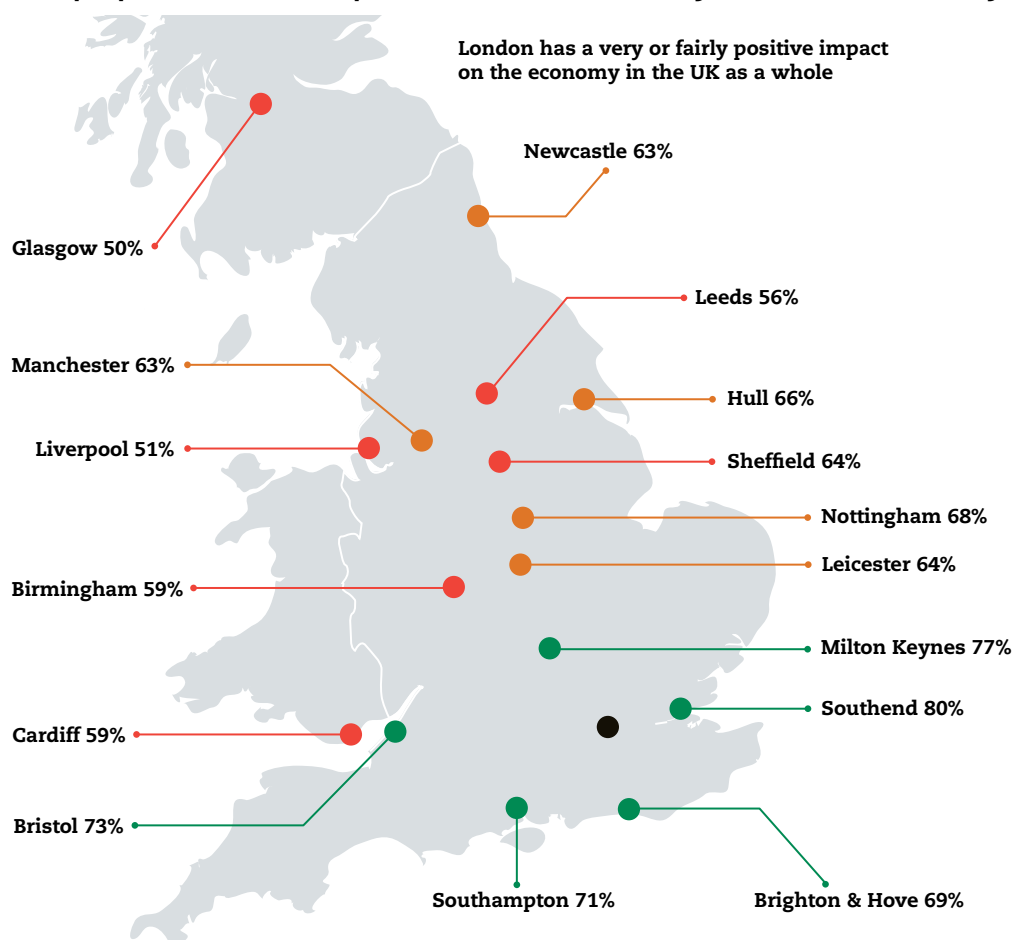 London has a very or fairly positive impact
on the economy in the UK as a whole
Newcastle 63%
Glasgow 50%
Leeds 56%
Manchester 63%
Hull 66%
Liverpool 51%
Sheffield 64%
Nottingham 68%
Leicester 64%
Birmingham 59%
Milton Keynes 77%
Southend 80%
Cardiff 59%
Bristol 73%
Southampton 71%
Brighton & Hove 69%